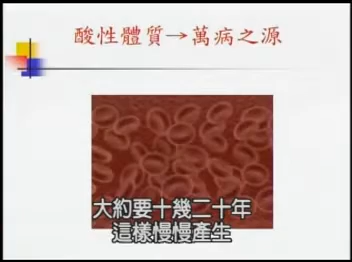 酸性體質→萬病之源
大約要十幾二十年
這樣慢慢產生